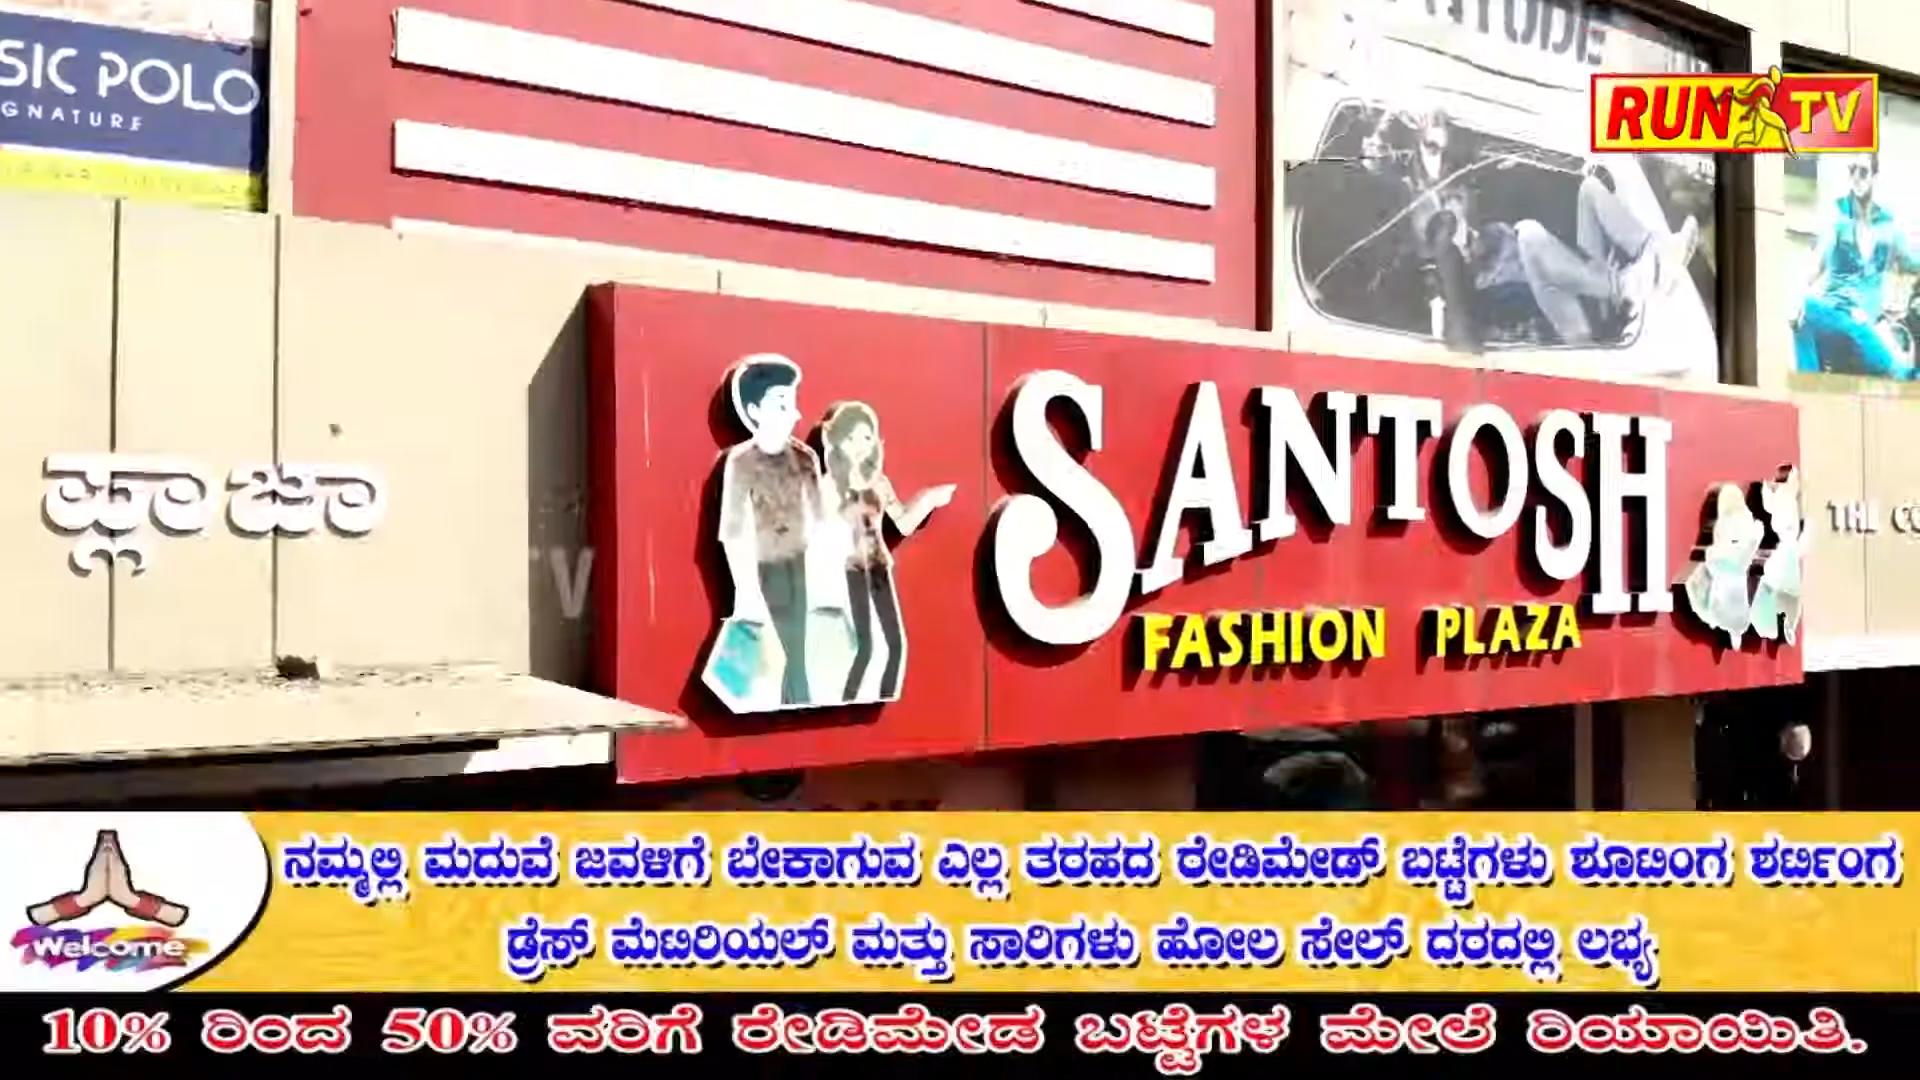 SIC POLO
GNATURE
RUN TV
ಪ್ಲಾಜಾ
SANTOSH
FASHION PLAZA
ನಮ್ಮಲ್ಲಿ ಮದುವೆ ಜವಳಿಗೆ ಬೇಕಾಗುವ ಎಲ್ಲ ತರಹದ ರೇಡಿಮೇಡ್ ಬಟ್ಟೆಗಳು ಶೂಟಿಂಗ ಶರ್ಟಿಂಗ
ಡ್ರೆಸ್ ಮೆಟಿರಿಯಲ್ ಮತ್ತು ಸಾರಿಗಳು ಹೋಲ ಸೇಲ್ ದರದಲ್ಲಿ ಲಭ್ಯ
Welcome
10% ರಿಂದ 50% ವರಿಗೆ ರೇಡಿಮೇಡ ಬಟ್ಟೆಗಳ ಮೇಲೆ ರಿಯಾಯಿತಿ.